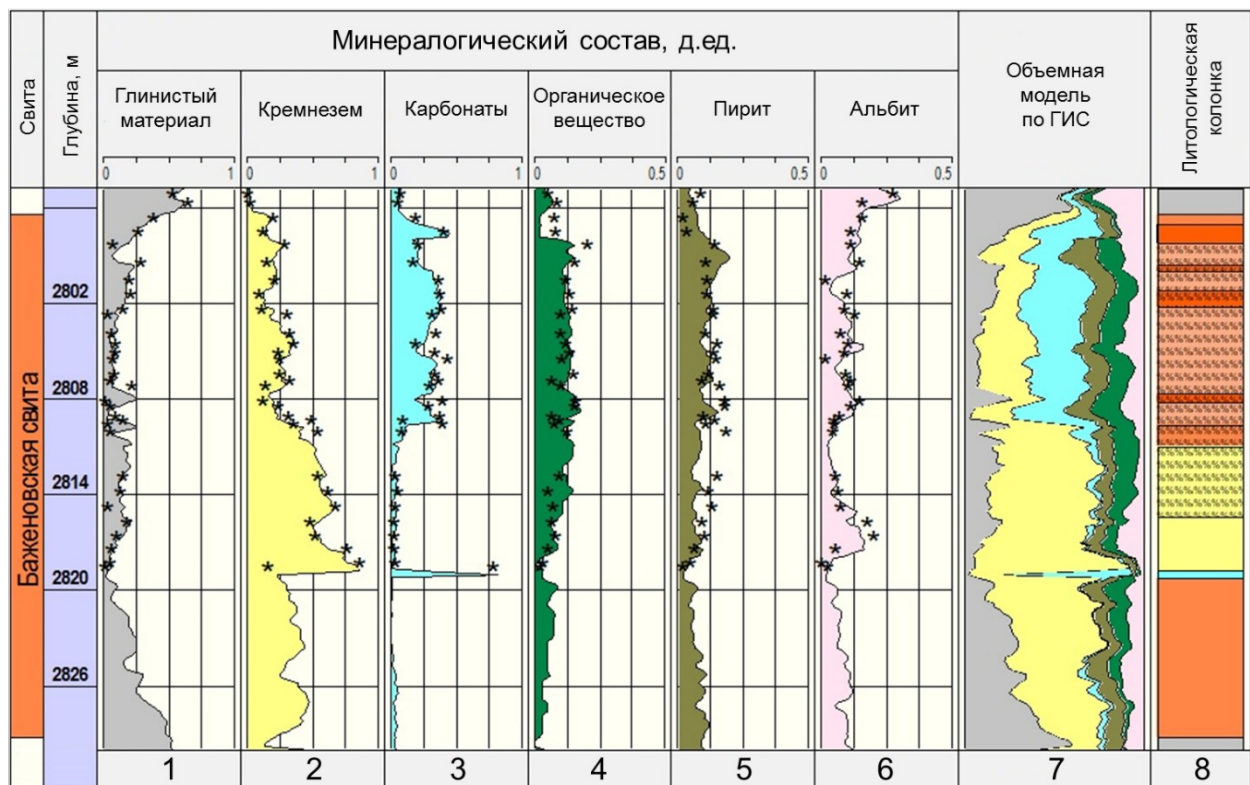 Свита
Глубина, м
Минералогический состав, д.ед.
Глинистый
материал
Кремнезем
Карбонаты
Органическое
вещество
Пирит
Альбит
Объемная
модель
по ГИС
Литологическая
колонка
0 1
0 1
0 1
0 0.5
0 0.5
0 0.5
Баженовская свита
2802
2808
2814
2820
2826
1 2 3 4 5 6 7 8